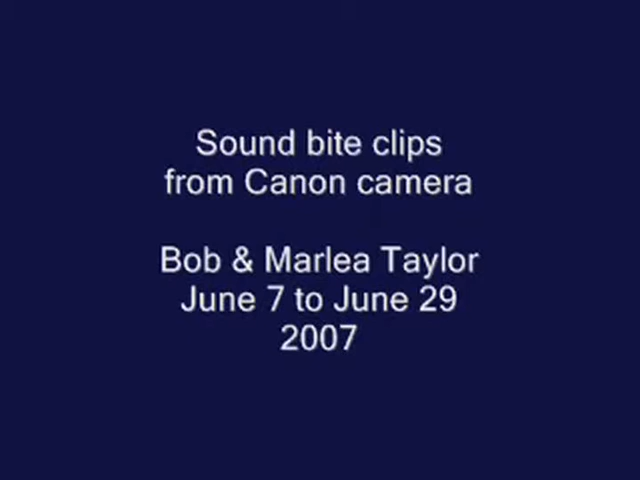 Sound bite clips
from Canon camera
Bob & Marlea Taylor
June 7 to June 29
2007